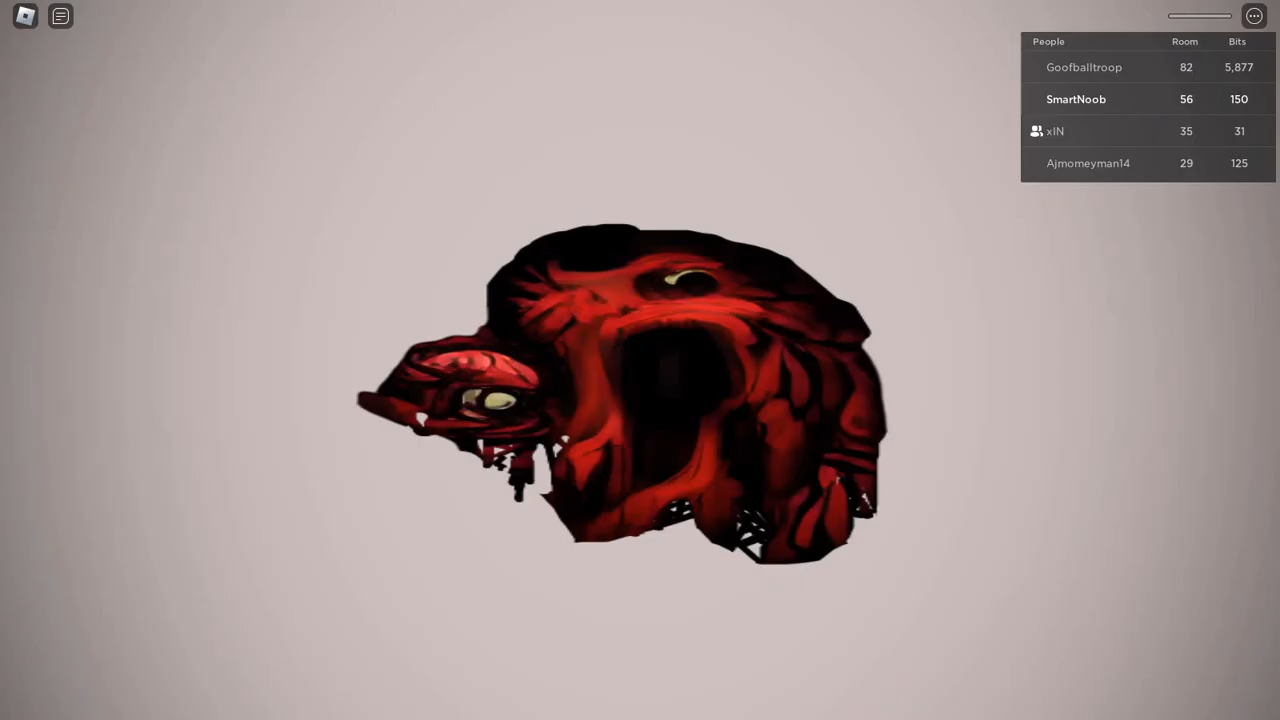 People Room Bits
Goofballtroop 82 5,877
SmartNoob 56 150
xIN 35 31
Ajmomeyman14 29 125